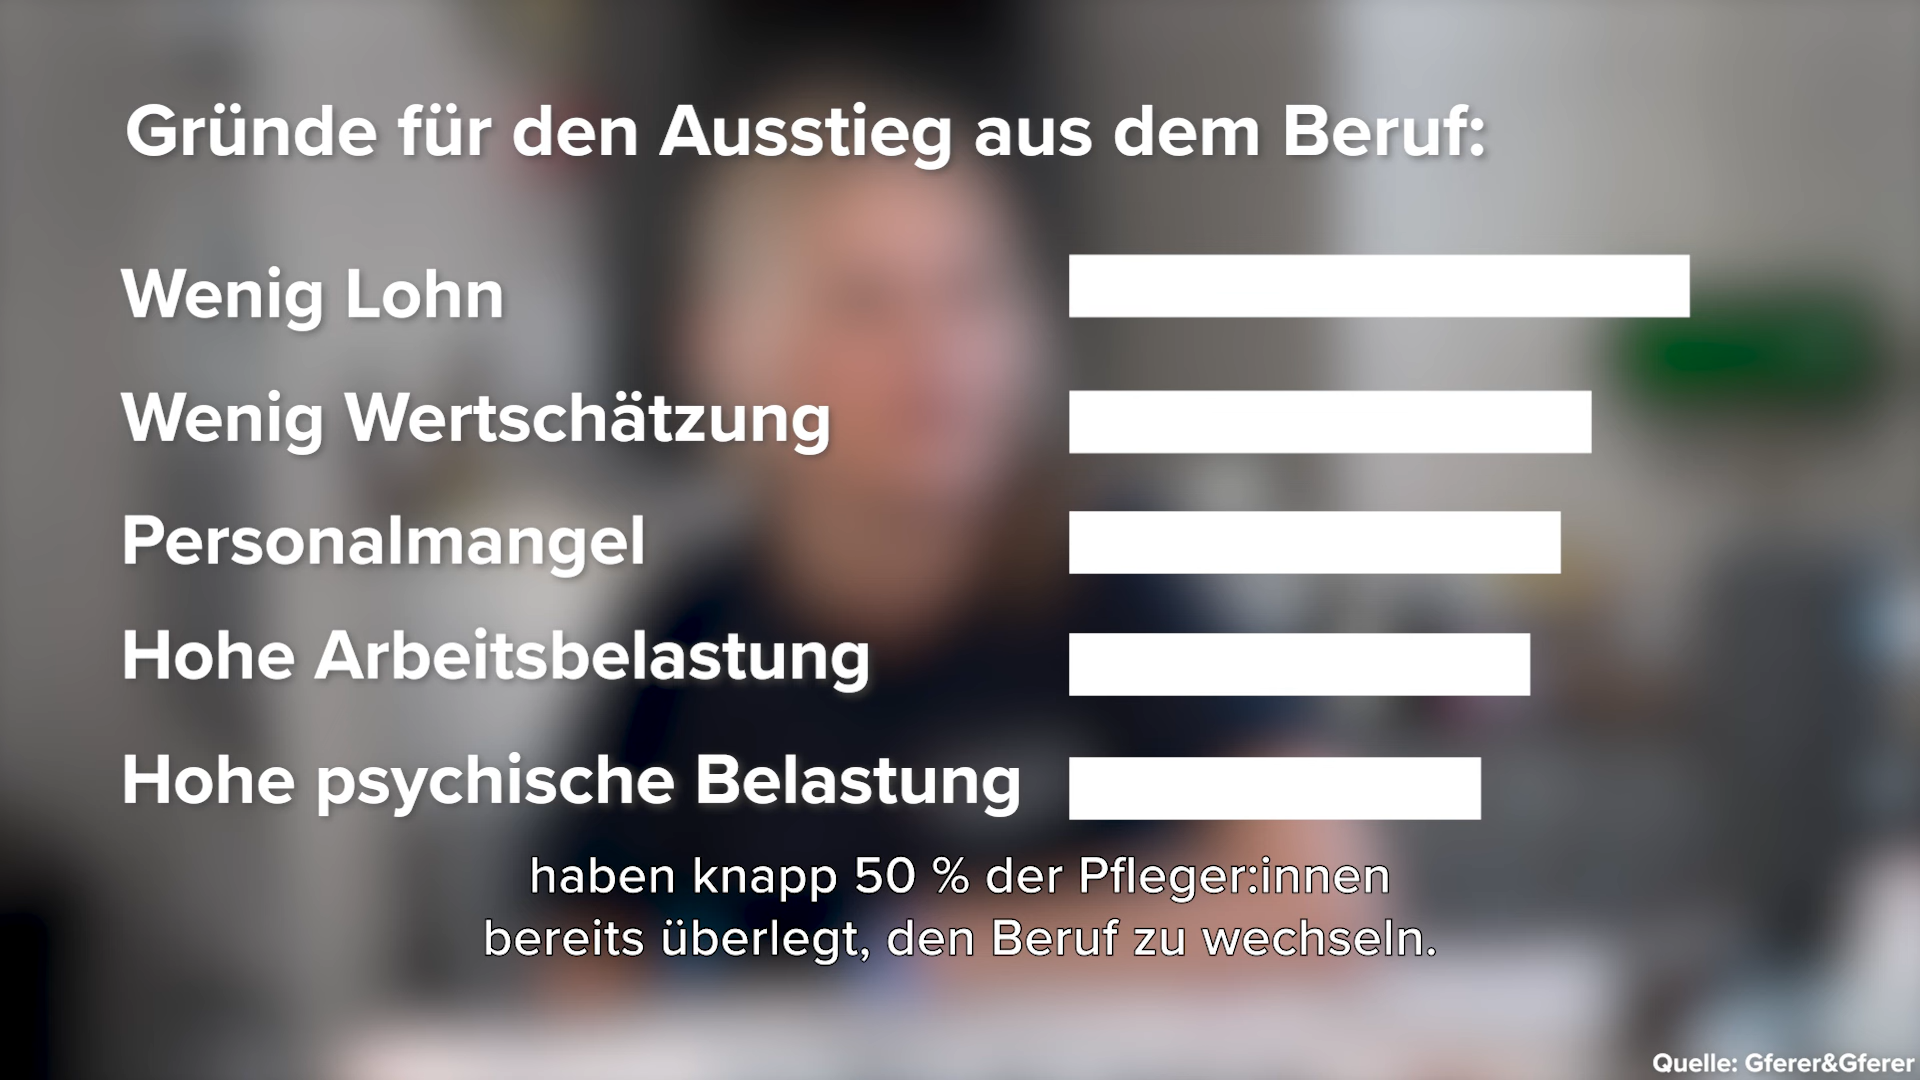 Gründe für den Ausstieg aus dem Beruf:
Wenig Lohn
Wenig Wertschätzung
Personalmangel
Hohe Arbeitsbelastung
Hohe psychische Belastung
haben knapp 50 % der Pfleger:innen
bereits überlegt, den Beruf zu wechseln.
Quelle: Gferer&Gferer